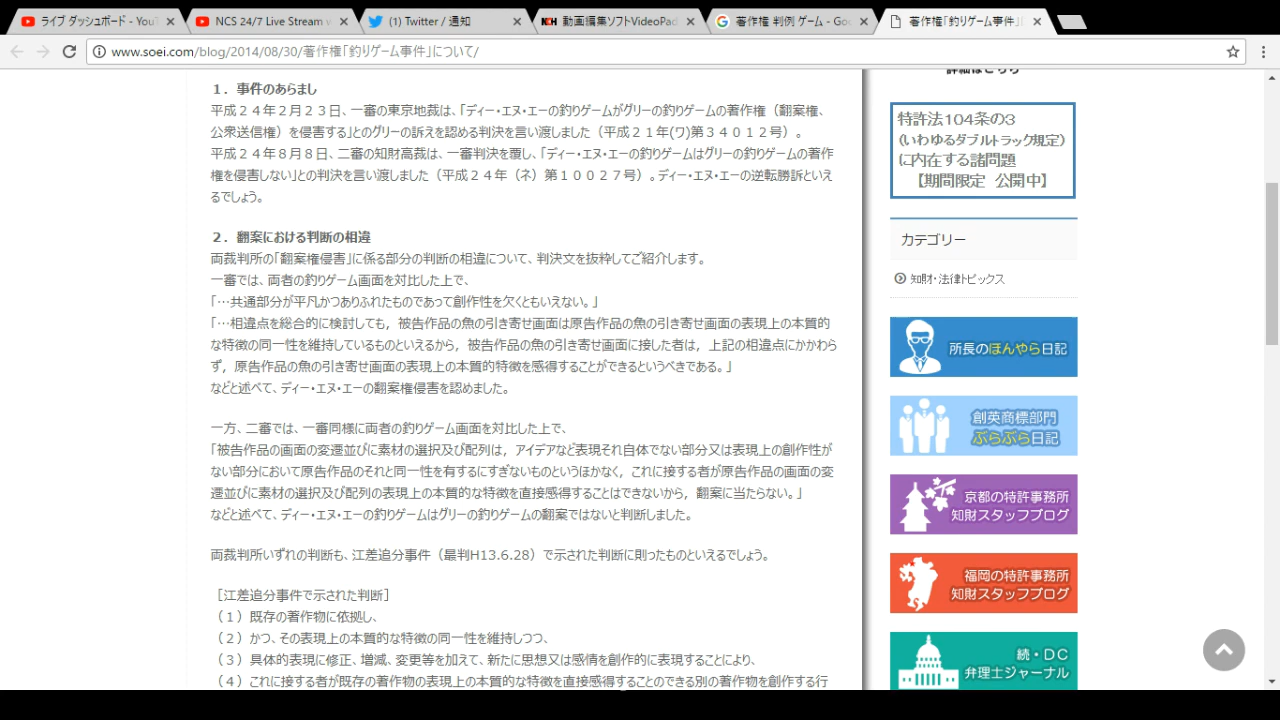 ライブ ダッシュボード - YouT
NCS 24/7 Live Stream v
(1) Twitter / 通知
NCH 動画編集ソフトVideoPad
著作権 判例 ゲーム - Goo
著作権「釣りゲーム事件」
www.soei.com/blog/2014/08/30/著作権「釣りゲーム事件」について/
１．事件のあらまし
平成２４年２月２３日、一審の東京地裁は、「ディー・エヌ・エーの釣りゲームがグリーの釣りゲームの著作権（翻案権、
公衆送信権）を侵害する」とのグリーの訴えを認める判決を言い渡しました（平成２１年(ワ)第３４０１２号）。
平成２４年８月８日、二審の知財高裁は、一審判決を覆し、「ディー・エヌ・エーの釣りゲームはグリーの釣りゲームの著作
権を侵害しない」との判決を言い渡しました（平成２４年（ネ）第１００２７号）。ディー・エヌ・エーの逆転勝訴といえ
るでしょう。
２．翻案における判断の相違
両裁判所の「翻案権侵害」に係る部分の判断の相違について、判決文を抜粋してご紹介します。
一審では、両者の釣りゲーム画面を対比した上で、
「…共通部分が平凡かつありふれたものであって創作性を欠くともいえない。」
「…相違点を総合的に検討しても，被告作品の魚の引き寄せ画面は原告作品の魚の引き寄せ画面の表現上の本質的
な特徴の同一性を維持しているものといえるから，被告作品の魚の引き寄せ画面に接した者は，上記の相違点にかかわら
ず，原告作品の魚の引き寄せ画面の表現上の本質的特徴を感得することができるというべきである。」
などと述べて、ディー・エヌ・エーの翻案権侵害を認めました。
一方、二審では、一審同様に両者の釣りゲーム画面を対比した上で、
「被告作品の画面の変遷並びに素材の選択及び配列は，アイデアなど表現それ自体でない部分又は表現上の創作性が
ない部分において原告作品のそれと同一性を有するにすぎないものというほかなく，これに接する者が原告作品の画面の変
遷並びに素材の選択及び配列の表現上の本質的な特徴を直接感得することはできないから，翻案に当たらない。」
などと述べて、ディー・エヌ・エーの釣りゲームはグリーの釣りゲームの翻案ではないと判断しました。
両裁判所いずれの判断も、江差追分事件（最判H13.6.28）で示された判断に則ったものといえるでしょう。
［江差追分事件で示された判断］
（１）既存の著作物に依拠し、
（２）かつ、その表現上の本質的な特徴の同一性を維持しつつ、
（３）具体的表現に修正、増減、変更等を加えて、新たに思想又は感情を創作的に表現することにより、
（４）これに接する者が既存の著作物の表現上の本質的な特徴を直接感得することのできる別の著作物を創作する行
詳細はこちら
特許法１０４条の３
(いわゆるダブルトラック規定)
に内在する諸問題
【期間限定 公開中】
カテゴリー
知財・法律トピックス
所長のほんやら日記
創英商標部門
ぶらぶら日記
京都の特許事務所
知財スタッフブログ
福岡の特許事務所
知財スタッフブログ
続・ＤＣ
弁理士ジャーナル